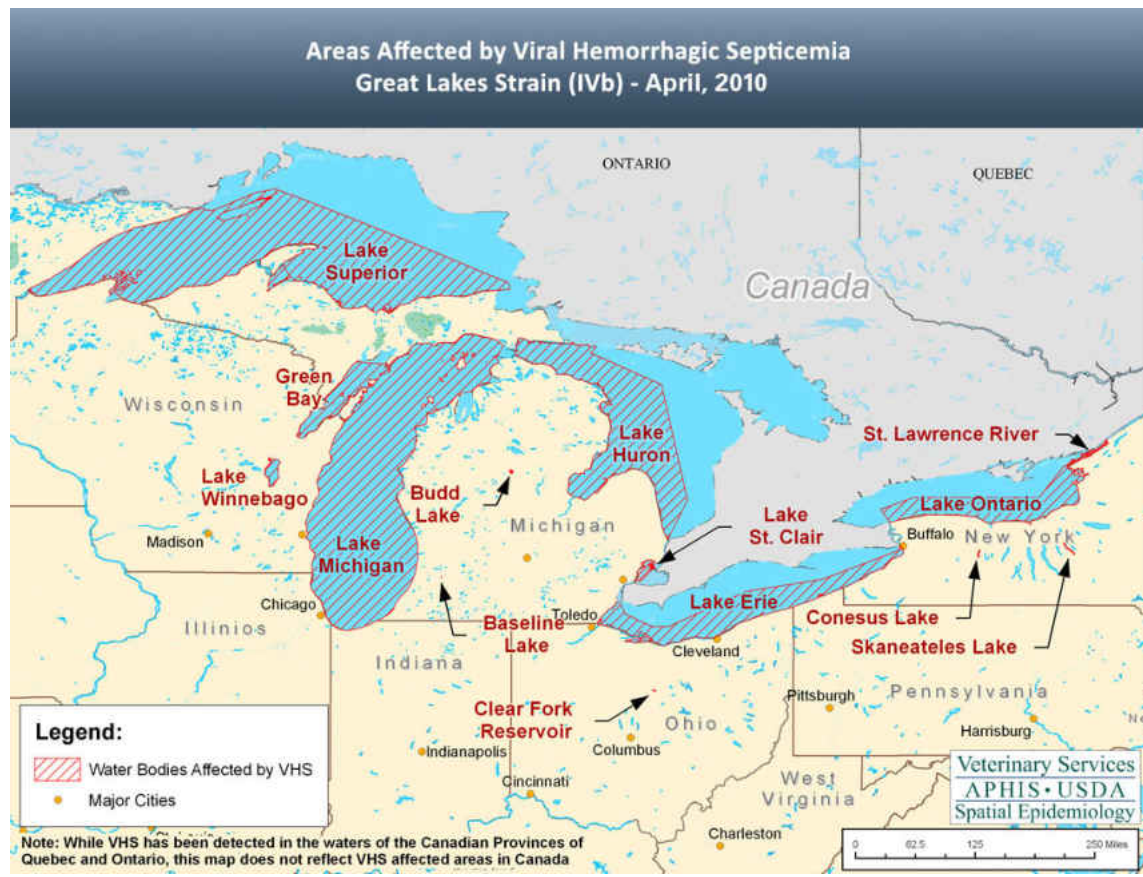 Areas Affected by Viral Hemorrhagic Septicemia
Great Lakes Strain (IVb) - April, 2010
ONTARIO
QUEBEC
Canada
Lake
Superior
Green
Bay
Wisconsin
St. Lawrence River
Lake
Huron
Lake
Winnebago
Budd
Lake
Lake Ontario
Michigan
Lake
St. Clair
Buffalo
New York
Madison
Lake
Michigan
Lake Erie
Chicago
Toledo
Conesus Lake
Baseline
Lake
Cleveland
Skaneateles Lake
Illinios
Indiana
Clear Fork
Reservoir
Ohio
Pittsburgh
Pennsylvania
Harrisburg
Ne
Columbus
Indianapolis
Cincinnati
West
Virginia
Charleston
Legend:
Water Bodies Affected by VHS
Major Cities
Veterinary Services
APHIS • USDA
Spatial Epidemiology
Note: While VHS has been detected in the waters of the Canadian Provinces of
Quebec and Ontario, this map does not reflect VHS affected areas in Canada
0 62.5 125 250 Miles